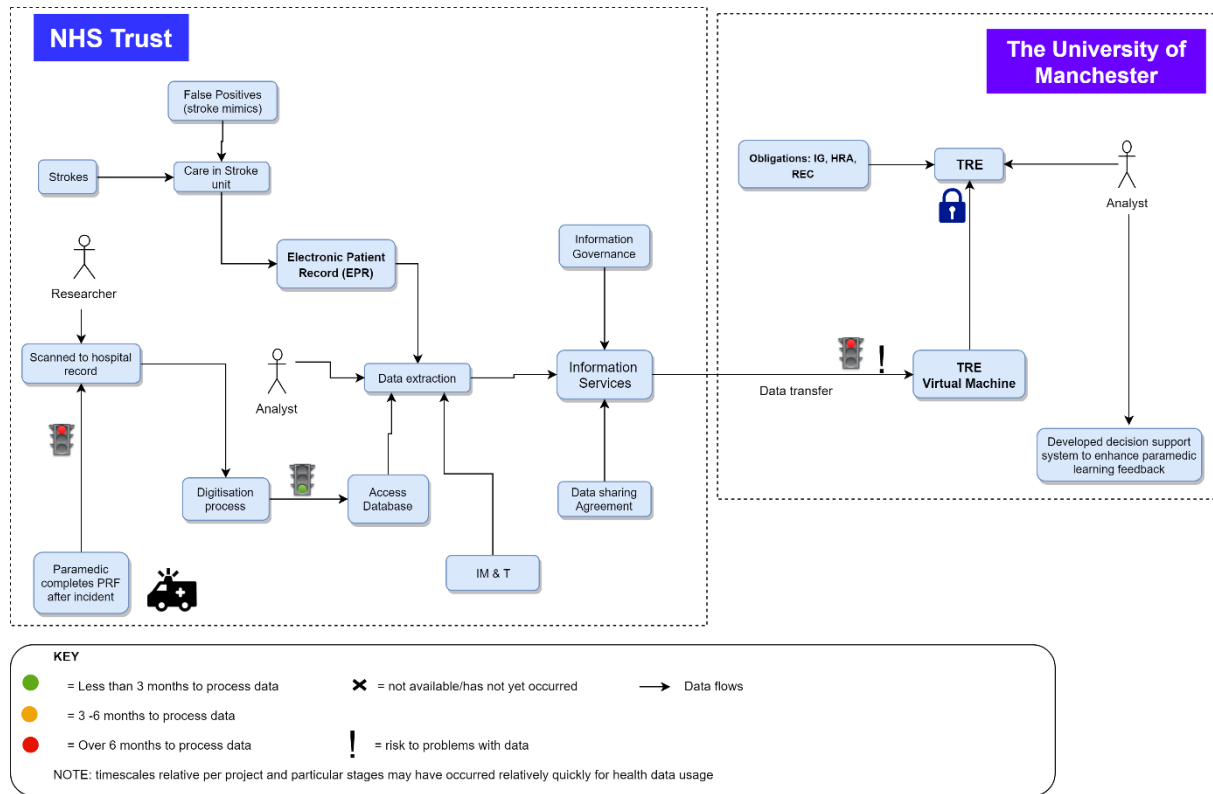 NHS Trust
The University of
Manchester
False Positives
(stroke mimics)
Strokes
Care in Stroke
unit
Obligations: IG, HRA,
REC
TRE
Analyst
Researcher
Electronic Patient
Record (EPR)
Information
Governance
Scanned to hospital
record
Analyst
Data extraction
Information
Services
!
Data transfer
TRE
Virtual Machine
Digitisation
process
Access
Database
Data sharing
Agreement
Developed decision support
system to enhance paramedic
learning feedback
Paramedic
completes PRF
after incident
IM & T
KEY
= Less than 3 months to process data
= not available/has not yet occurred
Data flows
= 3 -6 months to process data
= Over 6 months to process data
! = risk to problems with data
NOTE: timescales relative per project and particular stages may have occurred relatively quickly for health data usage